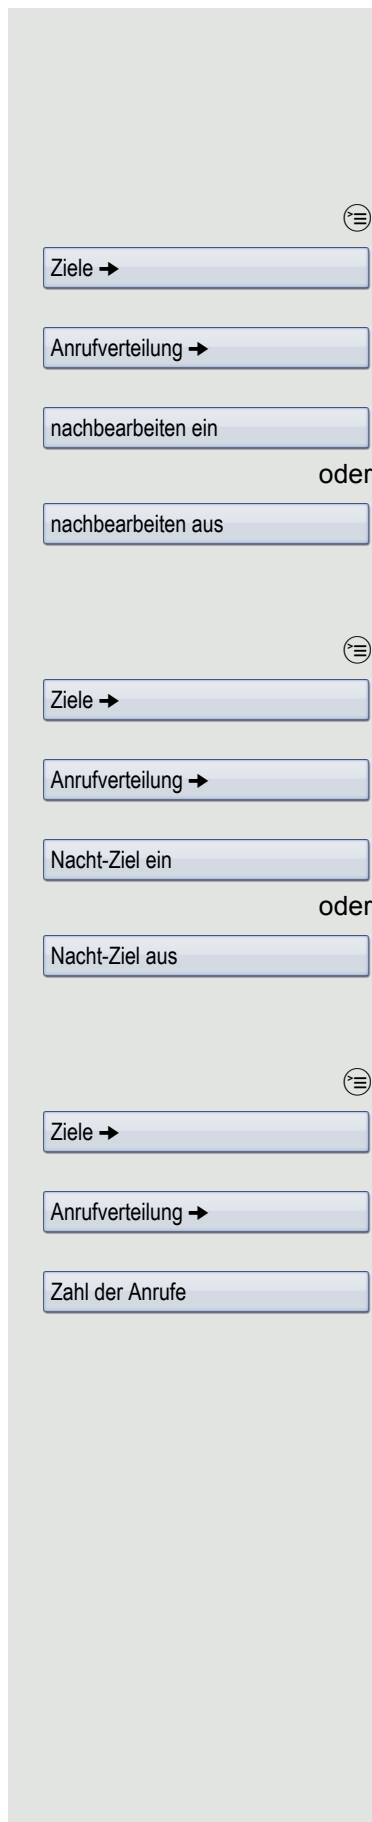 Ziele ➜
Anrufverteilung ➜
nachbearbeiten ein
oder
nachbearbeiten aus
Ziele ➜
Anrufverteilung ➜
Nacht-Ziel ein
oder
Nacht-Ziel aus
Ziele ➜
Anrufverteilung ➜
Zahl der Anrufe